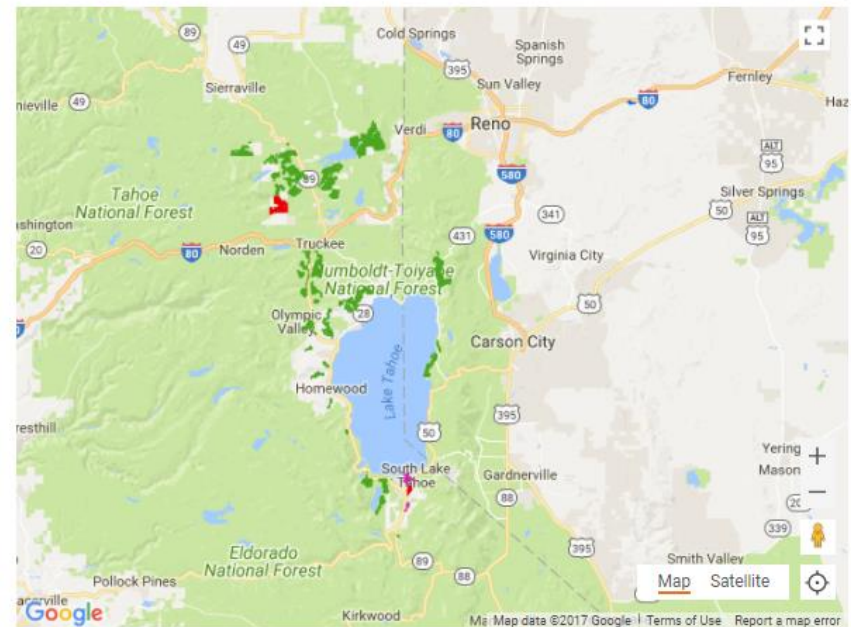 89
49
Cold Springs
Spanish
Springs
395
Sun Valley
Fernley
Sierraville
nieville
49
80
Haz
Verdi
80
Reno
ALT
95
89
580
Tahoe
National Forest
Silver Springs
50
341
ALT
95
shington
20
431
580
Truckee
Norden
80
Virginia City
umboldt-Toiyabe
National Forest
50
Olympic
Valley
28
Carson City
Lake Tahoe
Homewood
395
50
resthill
Yering
Mason
+
−
South Lake
Tahoe
Gardnerville
88
339
395
Eldorado
National Forest
89
Smith Valley
88
Pollock Pines
Map
Satellite
acerville
Google
Kirkwood
Map data ©2017 Google
Terms of Use
Report a map error